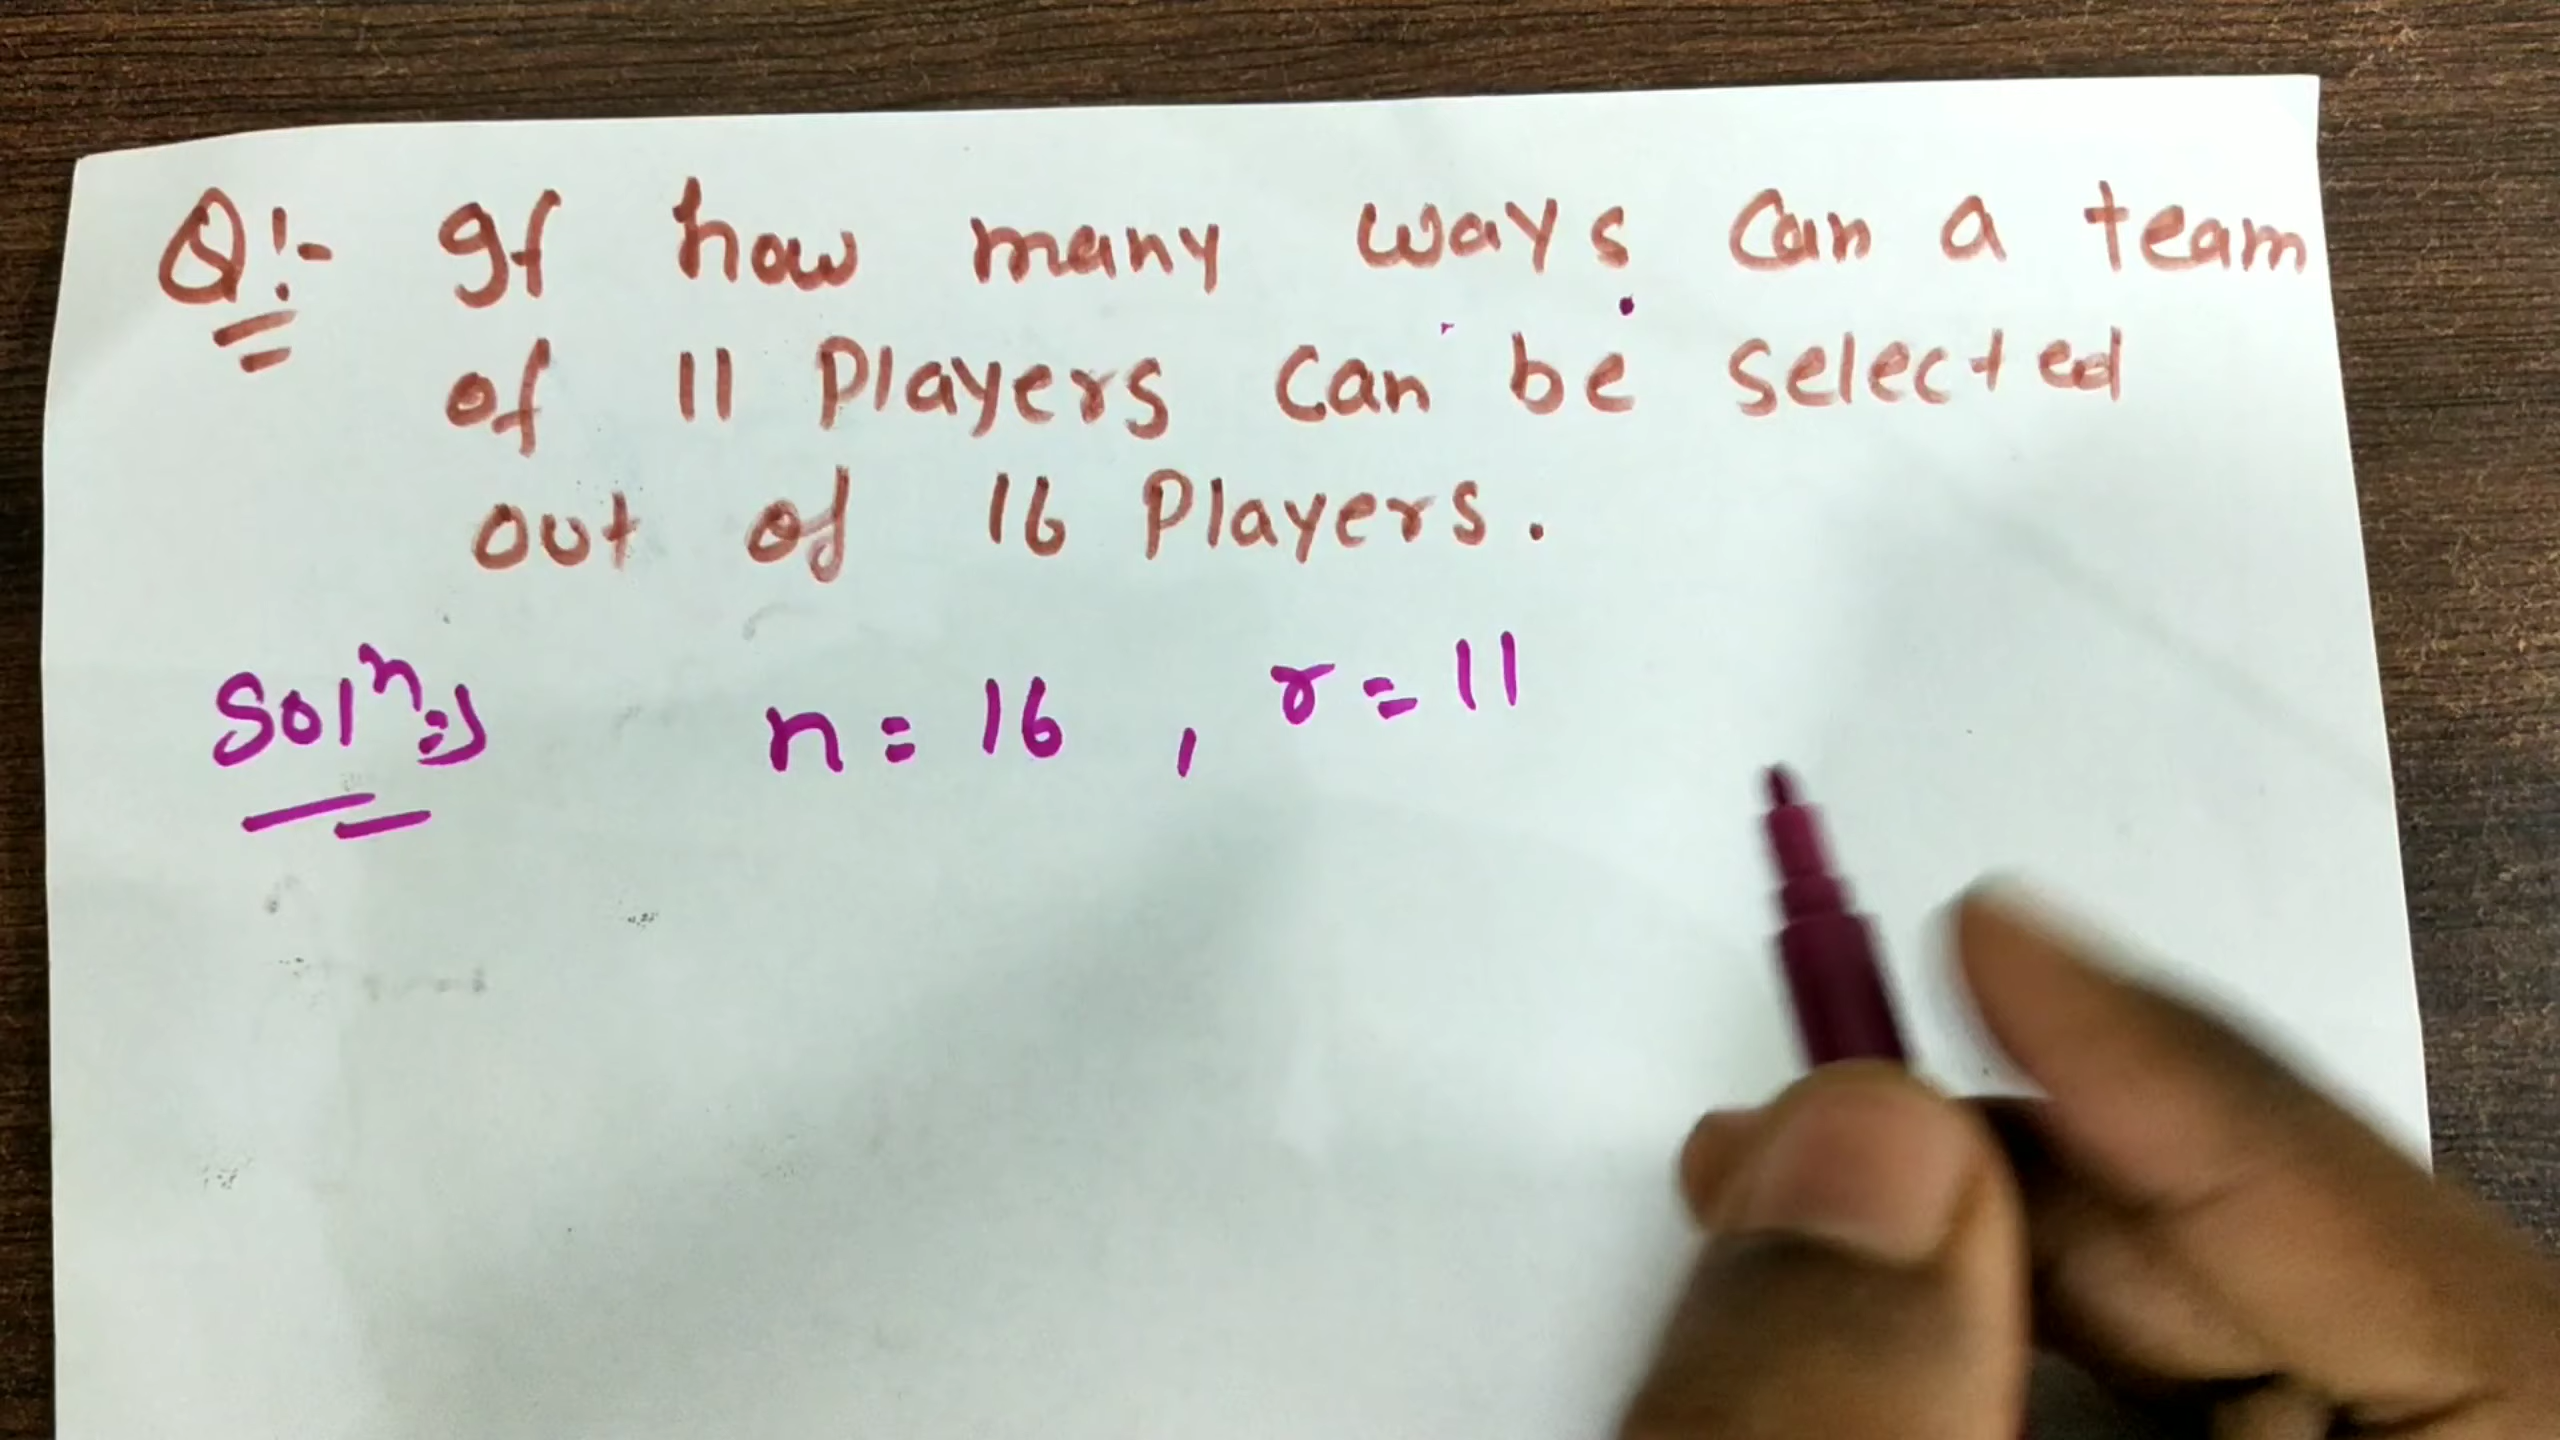 Q:- If how many ways can a team
of 11 Players can be selected
out of 16 Players.
Solⁿ⇒ n = 16 , r = 11